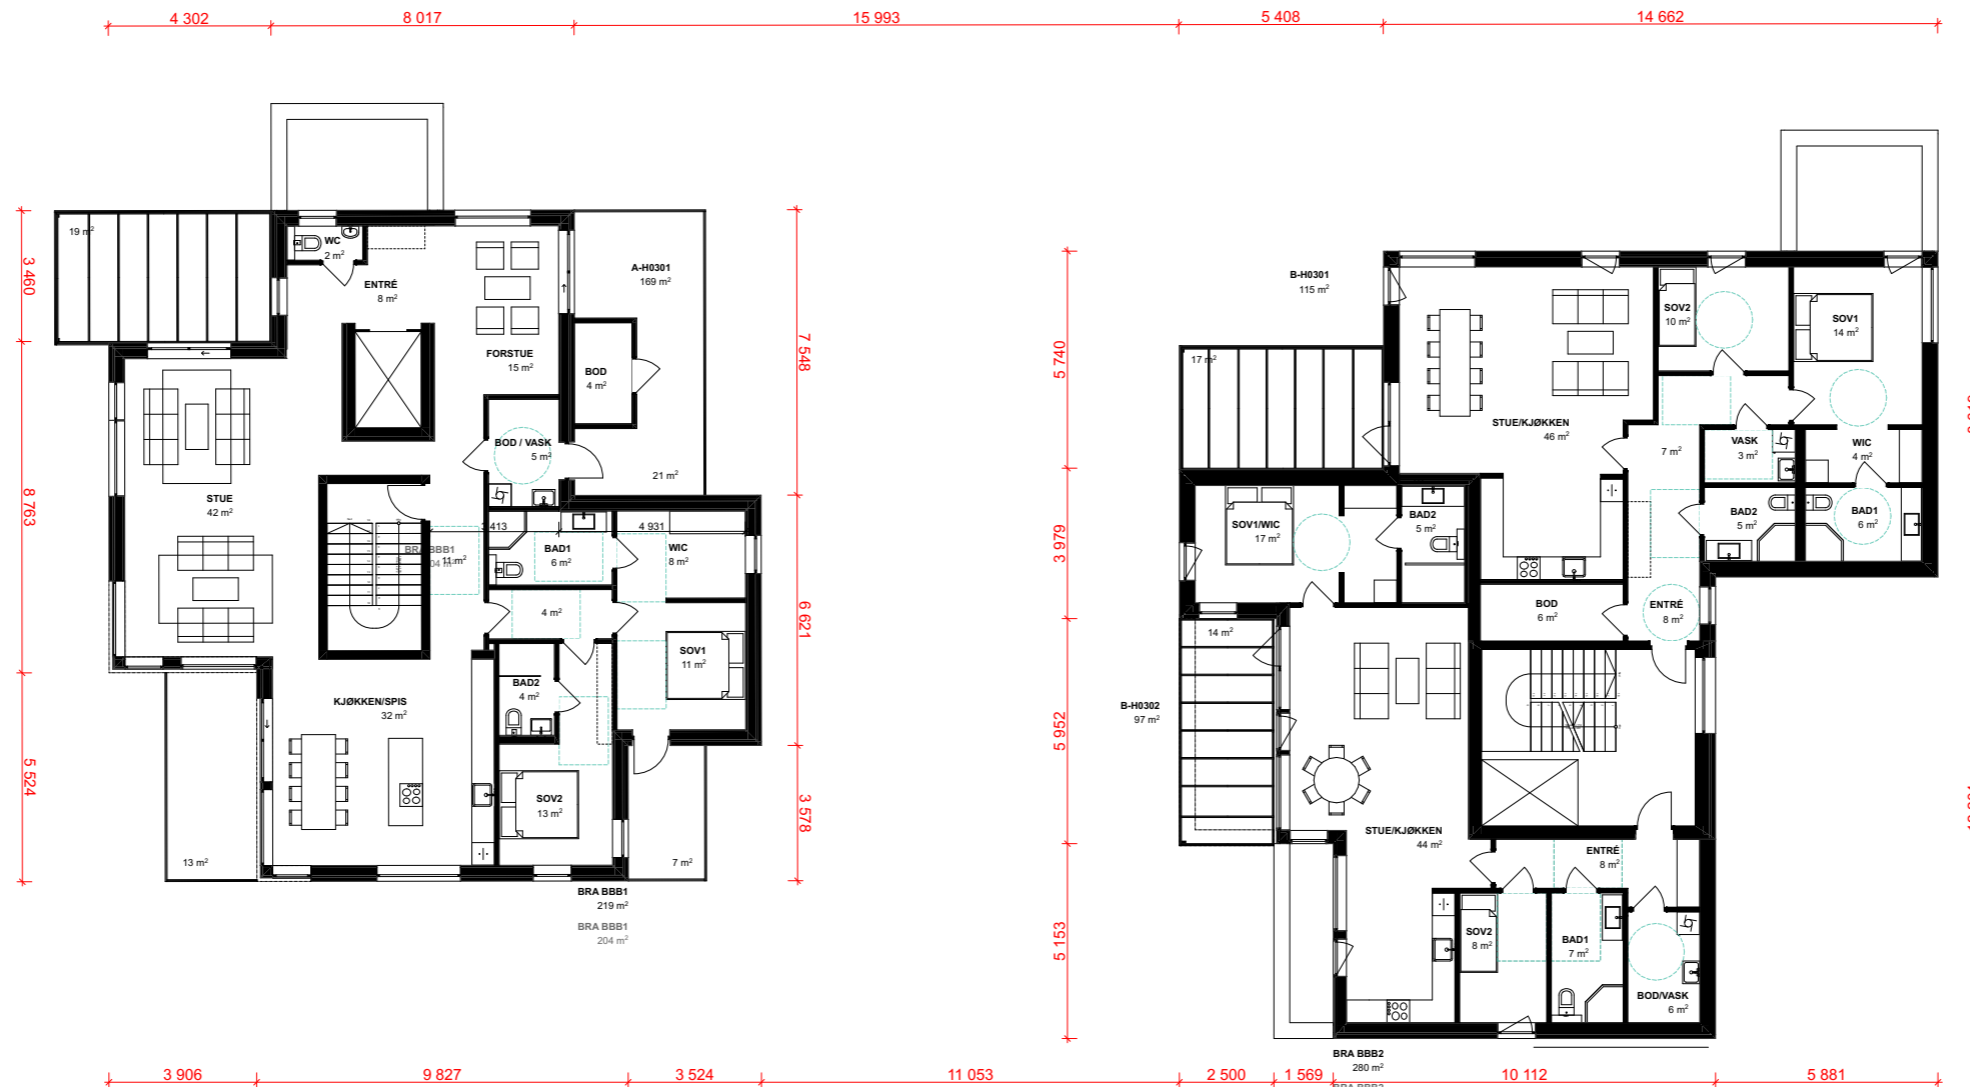 4 302
8 017
15 993
5 408
14 662
19 m²
WC
2 m²
ENTRÉ
8 m²
FORSTUE
15 m²
A-H0301
169 m²
BOD
4 m²
3 460
7 548
BOD / VASK
5 m²
21 m²
STUE
42 m²
8 763
BRA BBB1
11 m²
4 931
BAD1
6 m²
WIC
8 m²
4 m²
6 621
SOV1
11 m²
BAD2
4 m²
KJØKKEN/SPIS
32 m²
5 524
SOV2
13 m²
3 578
13 m²
7 m²
BRA BBB1
219 m²
BRA BBB1
204 m²
B-H0301
115 m²
SOV2
10 m²
SOV1
14 m²
5 740
17 m²
STUE/KJØKKEN
46 m²
7 m²
VASK
3 m²
WIC
4 m²
SOV1/WIC
17 m²
BAD2
5 m²
BAD2
5 m²
BAD1
6 m²
3 979
BOD
6 m²
ENTRÉ
8 m²
14 m²
B-H0302
97 m²
5 952
STUE/KJØKKEN
44 m²
ENTRÉ
8 m²
5 153
SOV2
8 m²
BAD1
7 m²
BOD/VASK
6 m²
BRA BBB2
280 m²
3 906
9 827
3 524
11 053
2 500
1 569
10 112
5 881